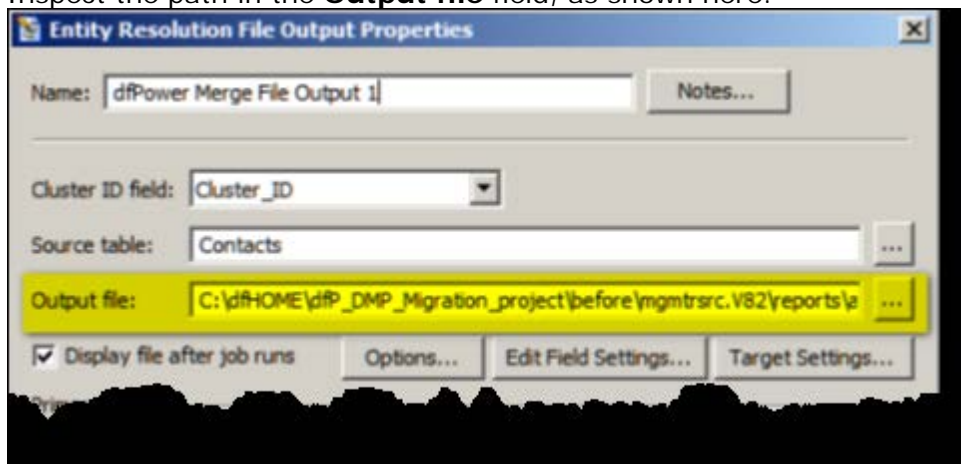 Inspect the path in the Output file field, as shown here:
Entity Resolution File Output Properties
Name: dfPower Merge File Output 1
Notes...
Cluster ID field: Cluster_ID
Source table: Contacts ...
Output file: C:\dfHOME\dfP_DMP_Migration_project\before\mgmtrsrc.V82\reports\a ...
Display file after job runs Options... Edit Field Settings... Target Settings...